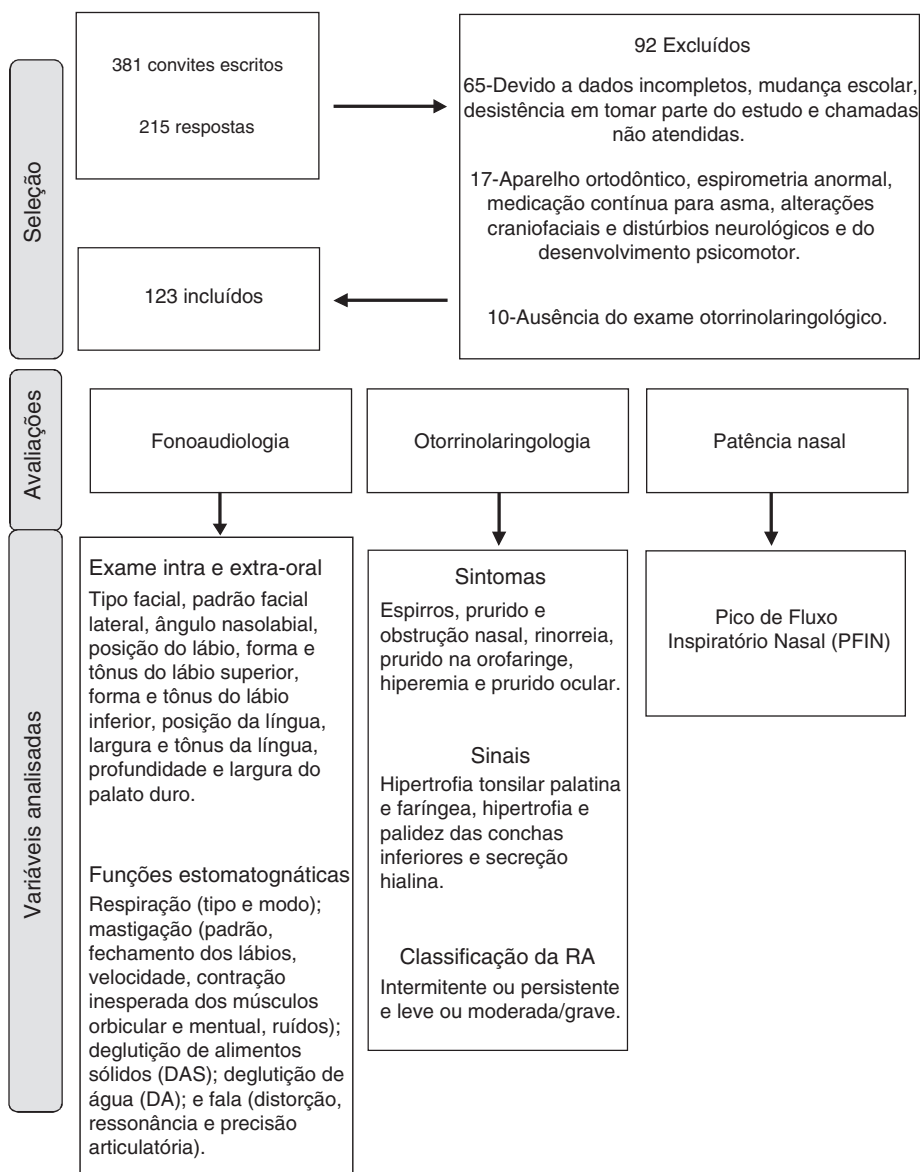 Seleção
381 convites escritos
215 respostas
92 Excluídos
65-Devido a dados incompletos, mudança escolar,
desistência em tomar parte do estudo e chamadas
não atendidas.
17-Aparelho ortodôntico, espirometria anormal,
medicação contínua para asma, alterações
craniofaciais e distúrbios neurológicos e do
desenvolvimento psicomotor.
10-Ausência do exame otorrinolaringológico.
123 incluídos
Avaliações
Fonoaudiologia
Otorrinolaringologia
Patência nasal
Variáveis analisadas
Exame intra e extra-oral
Tipo facial, padrão facial
lateral, ângulo nasolabial,
posição do lábio, forma e
tônus do lábio superior,
forma e tônus do lábio
inferior, posição da língua,
largura e tônus da língua,
profundidade e largura do
palato duro.
Funções estomatognáticas
Respiração (tipo e modo);
mastigação (padrão,
fechamento dos lábios,
velocidade, contração
inesperada dos músculos
orbicular e mentual, ruídos);
deglutição de alimentos
sólidos (DAS); deglutição de
água (DA); e fala (distorção,
ressonância e precisão
articulatória).
Sintomas
Espirros, prurido e
obstrução nasal, rinorreia,
prurido na orofaringe,
hiperemia e prurido ocular.
Sinais
Hipertrofia tonsilar palatina
e faríngea, hipertrofia e
palidez das conchas
inferiores e secreção
hialina.
Classificação da RA
Intermitente ou persistente
e leve ou moderada/grave.
Pico de Fluxo
Inspiratório Nasal (PFIN)